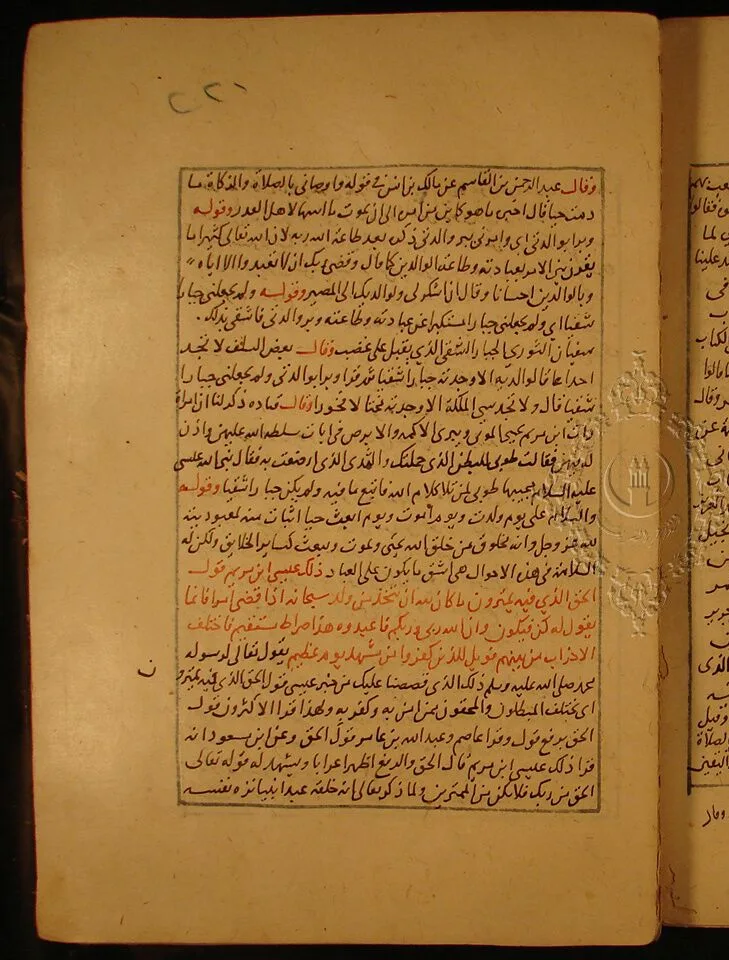 وقال عبد الرحمن بن القاسم عن مالك بن انس في قوله واوصاني بالصلاة والزكاة ما
دمت حيا قال اخبره بما هو كاين من امره الى ان يموت ما اثبتها لاهل القدر وقوله
وبرا بوالدتي اي وامرني ببر والدتي ذكره بعد طاعة الله ربه لان الله تعالى كثيرا ما
يقرن بين الامر بعبادته وطاعة الوالدين كما قال وقضى ربك ان لا تعبدوا الا اياه
وبالوالدين احسانا وقال ان اشكر لي ولوالديك الي المصير وقوله ولم يجعلني جبارا
شقيا اي ولم يجعلني جبارا مستكبرا عن عبادته وطاعته وبر والدتي فاشقى بذلك
سفيان الثوري الجبار الشقي الذي يقبل على غضب وقال بعض السلف لا تجد
احدا عاقا لوالديه الا وجدته جبارا شقيا ثم قرا وبرا بوالدتي ولم يجعلني جبارا
شقيا قال ولا تجد سيي الملكة الا وجدته مختالا فخورا وقال قتاده ذكر لنا ان امراة
رات ابن مريم يحيي الموتى ويبري الاكمه والابرص في ايات سلطه الله عليهن واذن
له فيهن فقالت طوبى للبطن الذي حملتك والثدي الذي ارضعت به فقال نبي الله عيسى
عليه السلام يجيبها طوبى لمن تلا كلام الله فاتبع ما فيه ولم يكن جبارا شقيا وقوله
والسلام علي يوم ولدت ويوم اموت ويوم ابعث حيا اثبات منه لعبوديته
لله عز وجل وانه مخلوق من خلق الله يحيى ويموت ويبعث كساير الخلايق ولكن له
السلامة في هذه الاحوال هي اشق ما يكون على العباد ذلك عيسى ابن مريم قول
الحق الذي فيه يمترون ما كان لله ان يتخذ من ولد سبحانه اذا قضى امرا فانما
يقول له كن فيكون وان الله ربي وربكم فاعبدوه هذا صراط مستقيم فاختلف
الاحزاب من بينهم فويل للذين كفروا من مشهد يوم عظيم يقول تعالى لرسوله
محمد صلى الله عليه وسلم ذلك الذي قصصنا عليك من خبر عيسى قول الحق الذي فيه يمترون
اي يختلف المبطلون والمحقون ممن امن به وكفر به ولهذا قرا الاكثرون قول
الحق برفع قول وقرا عاصم وعبد الله بن عامر قول الحق وعن ابن مسعود انه
قرا ذلك عيسى ابن مريم قال الحق والرفع اظهر اعرابا ويشهد له قوله تعالى
الحق من ربك فلا تكن من الممترين ولما ذكر تعالى انه خلقه عبدا نبيا نزه نفسه